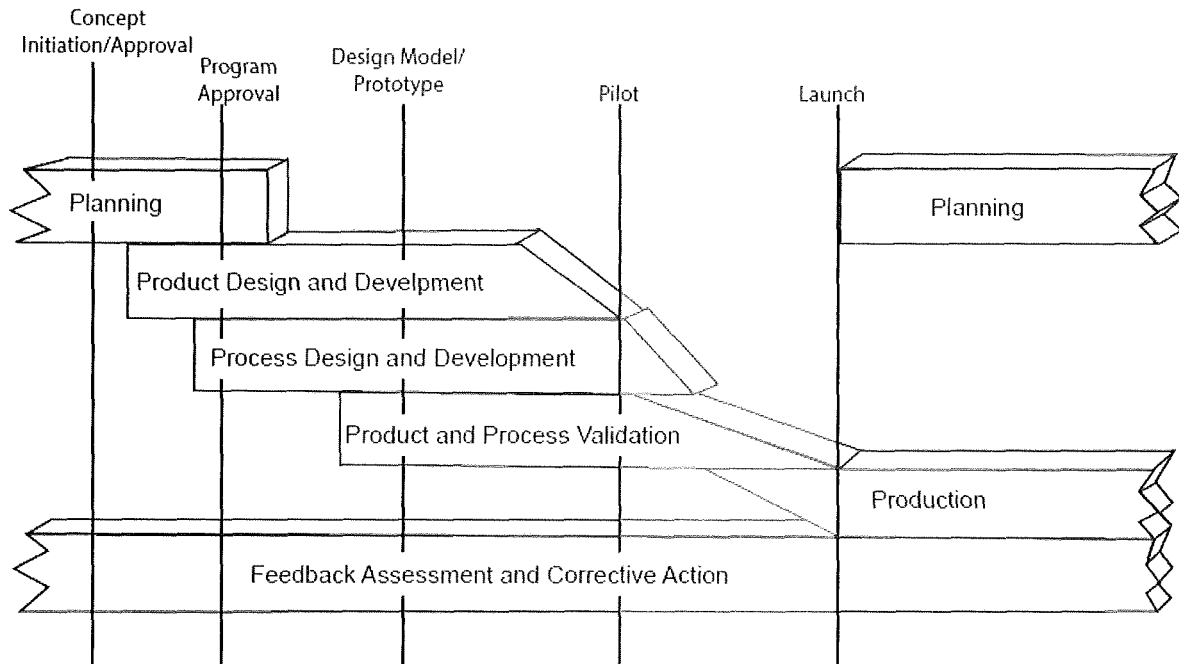 Concept
Initiation/Approval
Program
Approval
Design Model/
Prototype
Pilot
Launch
Planning
Planning
Product Design and Develpment
Process Design and Development
Product and Process Validation
Production
Feedback Assessment and Corrective Action